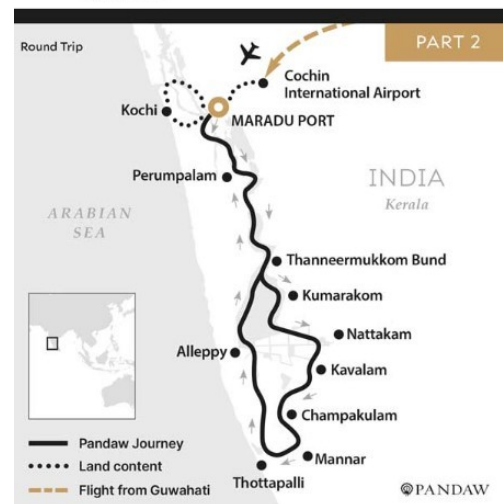 PART 2
Round Trip
Cochin
International Airport
Kochi
MARADU PORT
Perumpalam
INDIA
Kerala
ARABIAN
SEA
Thanneermukkom Bund
Kumarakom
Nattakam
Alleppy
Kavalam
Champakulam
Mannar
Thottapalli
Pandaw Journey
Land content
Flight from Guwahati
PANDAW